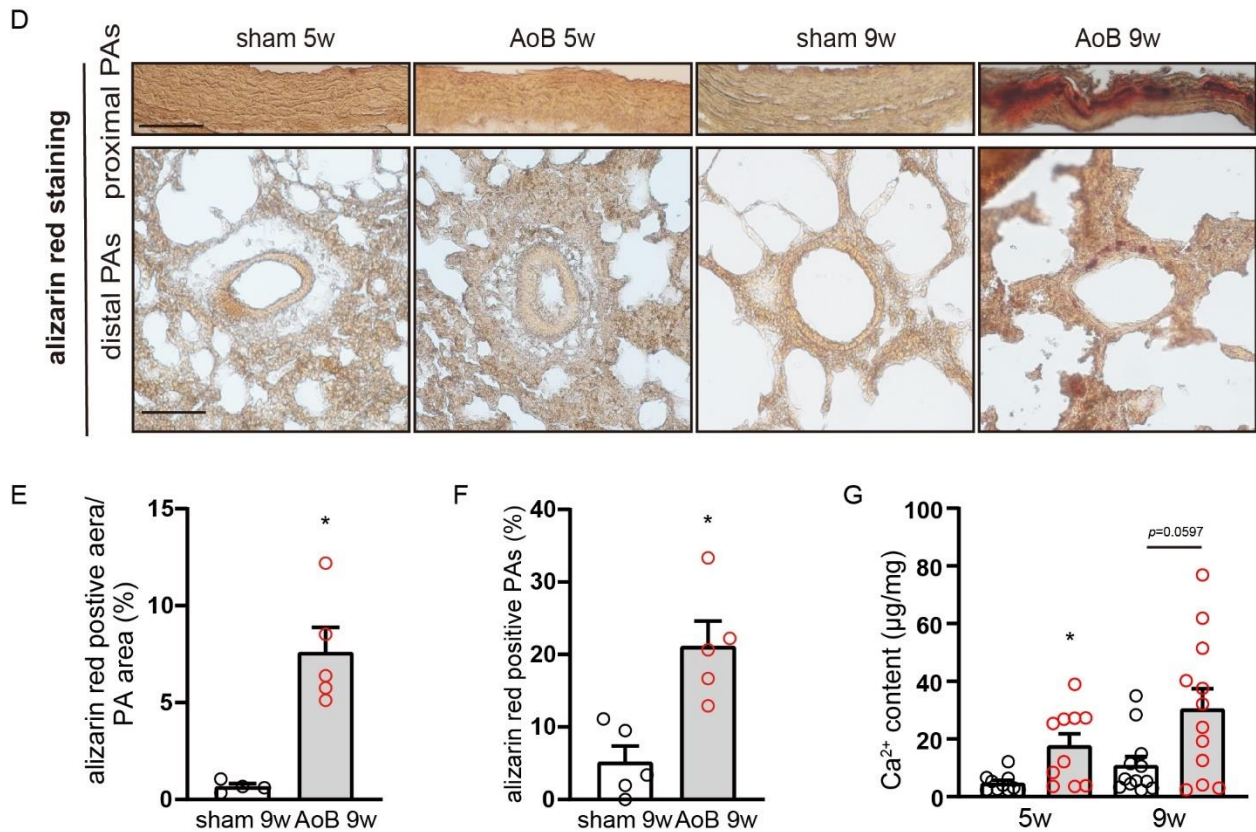 D
sham 5w AoB 5w sham 9w AoB 9w
alizarin red staining
proximal PAs
distal PAs
E
alizarin red postive aera/
PA area (%)
15
10
5
0
*
sham 9w AoB 9w
F
alizarin red positive PAs (%)
40
30
20
10
0
*
sham 9w AoB 9w
G
Ca²⁺ content (μg/mg)
100
80
60
40
20
0
*
p=0.0597
5w 9w